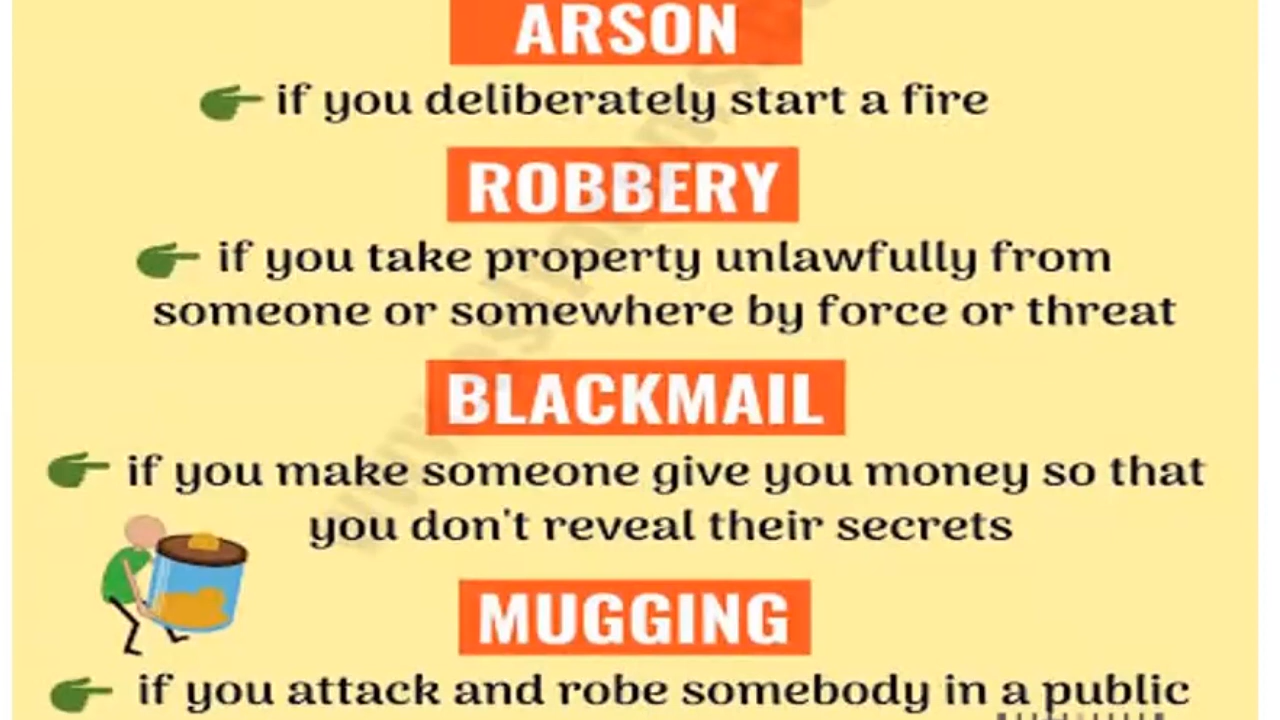 ARSON
if you deliberately start a fire
ROBBERY
if you take property unlawfully from
someone or somewhere by force or threat
BLACKMAIL
if you make someone give you money so that
you don't reveal their secrets
MUGGING
if you attack and robe somebody in a public